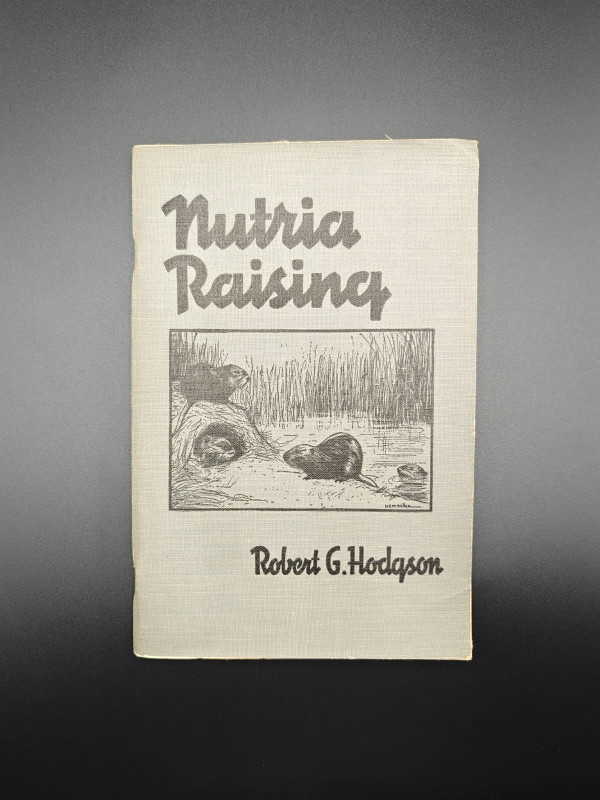 Nutria
Raising
Robert G. Hodgson